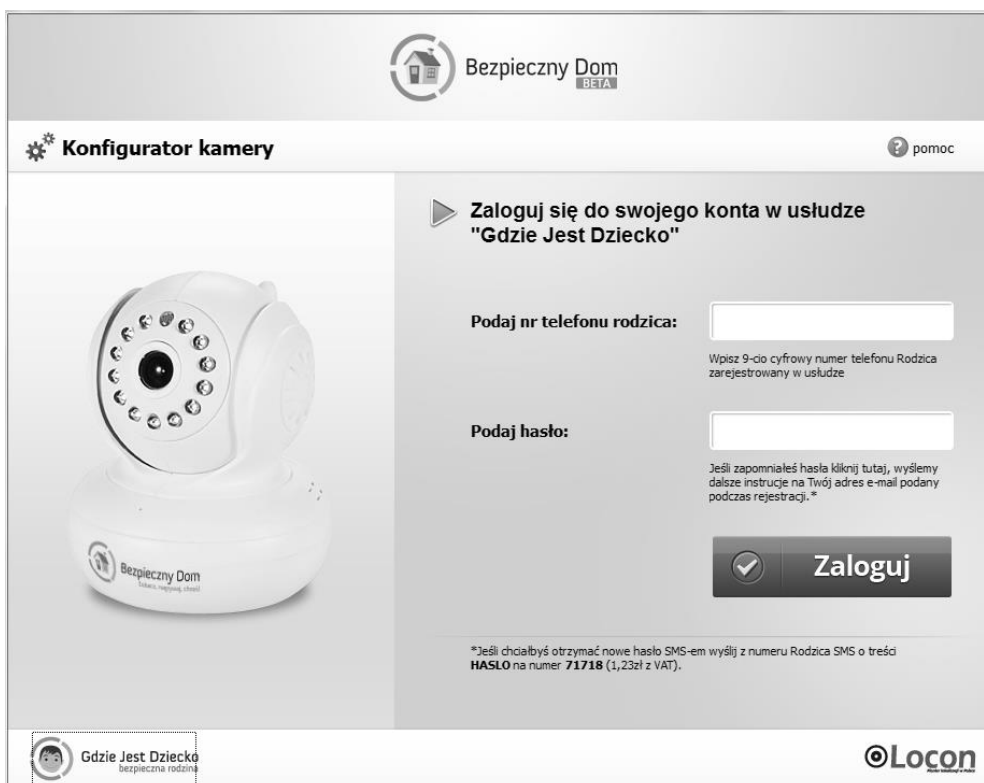 Bezpieczny Dom
BETA
Konfigurator kamery
pomoc
Zaloguj się do swojego konta w usłudze
"Gdzie Jest Dziecko"
Podaj nr telefonu rodzica:
Wpisz 9-cio cyfrowy numer telefonu Rodzica
zarejestrowany w usłudze
Podaj hasło:
Jeśli zapomniałeś hasła kliknij tutaj, wyślemy
dalsze instrucje na Twój adres e-mail podany
podczas rejestracji.*
Zaloguj
*Jeśli chciałbyś otrzymać nowe hasło SMS-em wyślij z numeru Rodzica SMS o treści
HASLO na numer 71718 (1,23zł z VAT).
Bezpieczny Dom
Gdzie Jest Dziecko
bezpieczna rodzina
Locon